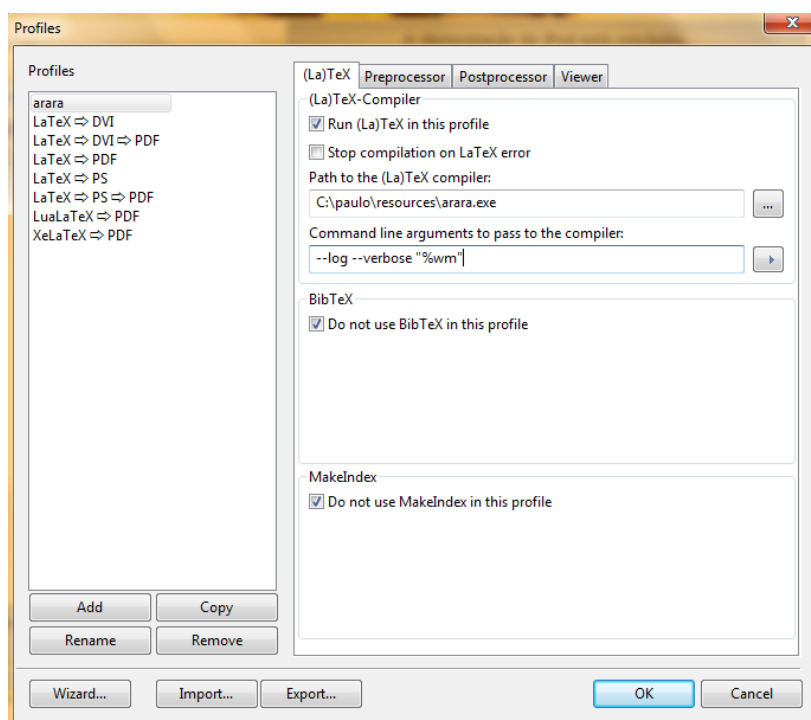 Profiles
Profiles
arara
LaTeX ⇨ DVI
LaTeX ⇨ DVI ⇨ PDF
LaTeX ⇨ PDF
LaTeX ⇨ PS
LaTeX ⇨ PS ⇨ PDF
LuaLaTeX ⇨ PDF
XeLaTeX ⇨ PDF
Add Copy
Rename Remove
(La)TeX Preprocessor Postprocessor Viewer
(La)TeX-Compiler
Run (La)TeX in this profile
Stop compilation on LaTeX error
Path to the (La)TeX compiler:
C:\paulo\resources\arara.exe ...
Command line arguments to pass to the compiler:
--log --verbose "%wm"
BibTeX
Do not use BibTeX in this profile
MakeIndex
Do not use MakeIndex in this profile
Wizard... Import... Export... OK Cancel